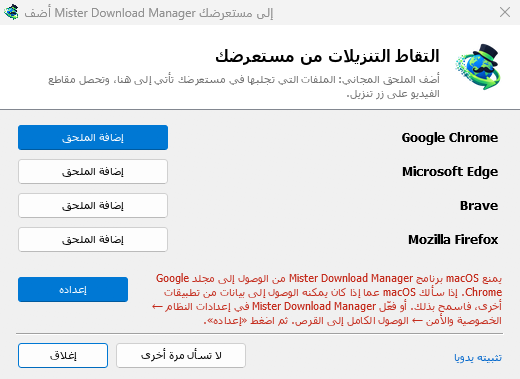 أضف Mister Download Manager إلى مستعرضك
التقاط التنزيلات من مستعرضك
أضف الملحق المجاني: الملفات التي تجلبها في مستعرضك تأتي إلى هنا، وتحصل مقاطع
الفيديو على زر تنزيل.
Google Chrome
إضافة الملحق
Microsoft Edge
إضافة الملحق
Brave
إضافة الملحق
Mozilla Firefox
إضافة الملحق
يمنع macOS برنامج Mister Download Manager من الوصول إلى مجلد Google
Chrome. إذا سألك macOS عما إذا كان يمكنه الوصول إلى بيانات من تطبيقات
أخرى، فاسمح بذلك. أو فعّل Mister Download Manager في إعدادات النظام ←
الخصوصية والأمن ← الوصول الكامل إلى القرص. ثم اضغط «إعداده».
إعداده
تثبيته يدويا
لا تسأل مرة أخرى
إغلاق